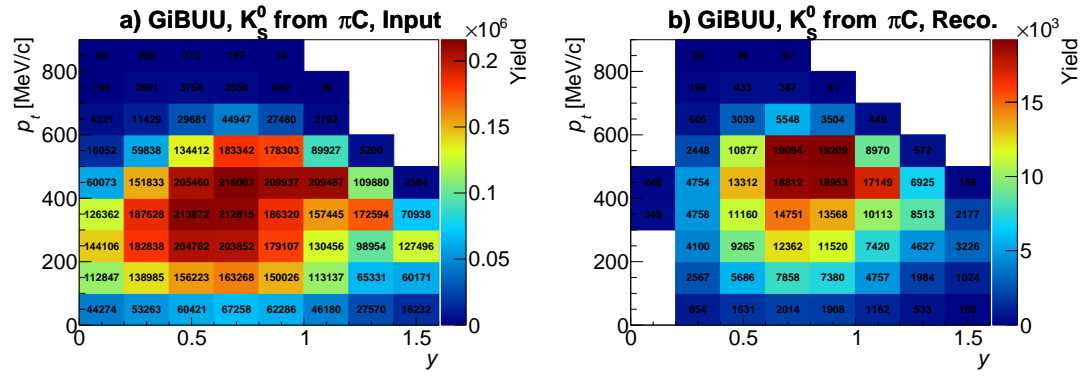 a) GiBUU, K⁰ₛ from πC, Input
×10⁶
pₜ [MeV/c]
Yield
800
600
400
200
0
46 300 479 187 16
745 2601 3756 2850 682 20
4321 11429 29681 44947 27480 2792
16052 59838 134412 183342 178303 89927 5200
60073 151833 205460 216063 209937 209487 109880 2584
126362 187628 213872 212815 186320 157445 172594 70938
144106 182838 204762 203852 179107 130456 98954 127496
112847 138985 156223 163268 150026 113137 65331 60171
44274 53263 60421 67258 62286 46180 27570 16232
0.2
0.15
0.1
0.05
0
0 0.5 1 1.5
y
b) GiBUU, K⁰ₛ from πC, Reco.
×10³
pₜ [MeV/c]
Yield
800
600
400
200
0
28 80 81
169 433 387 81
605 3039 5548 3504 449
2448 10877 19094 19209 8970 572
246 4754 13312 18812 18953 17149 6925 158
349 4758 11160 14751 13568 10113 8513 2177
4100 9265 12362 11520 7420 4627 3226
2567 5686 7858 7380 4757 1984 1024
854 1631 2014 1908 1162 533 165
15
10
5
0
0 0.5 1 1.5
y